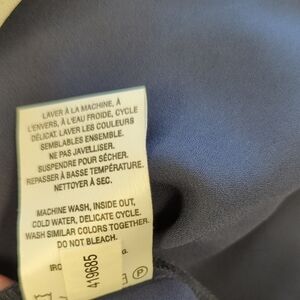 LAVER À LA MACHINE, À
L'ENVERS, À L'EAU FROIDE, CYCLE
DÉLICAT. LAVER LES COULEURS
SEMBLABLES ENSEMBLE.
NE PAS JAVELLISER.
SUSPENDRE POUR SÉCHER.
REPASSER À BASSE TEMPÉRATURE.
NETTOYER À SEC.
MACHINE WASH, INSIDE OUT,
COLD WATER, DELICATE CYCLE.
WASH SIMILAR COLORS TOGETHER.
DO NOT BLEACH.
419685
P